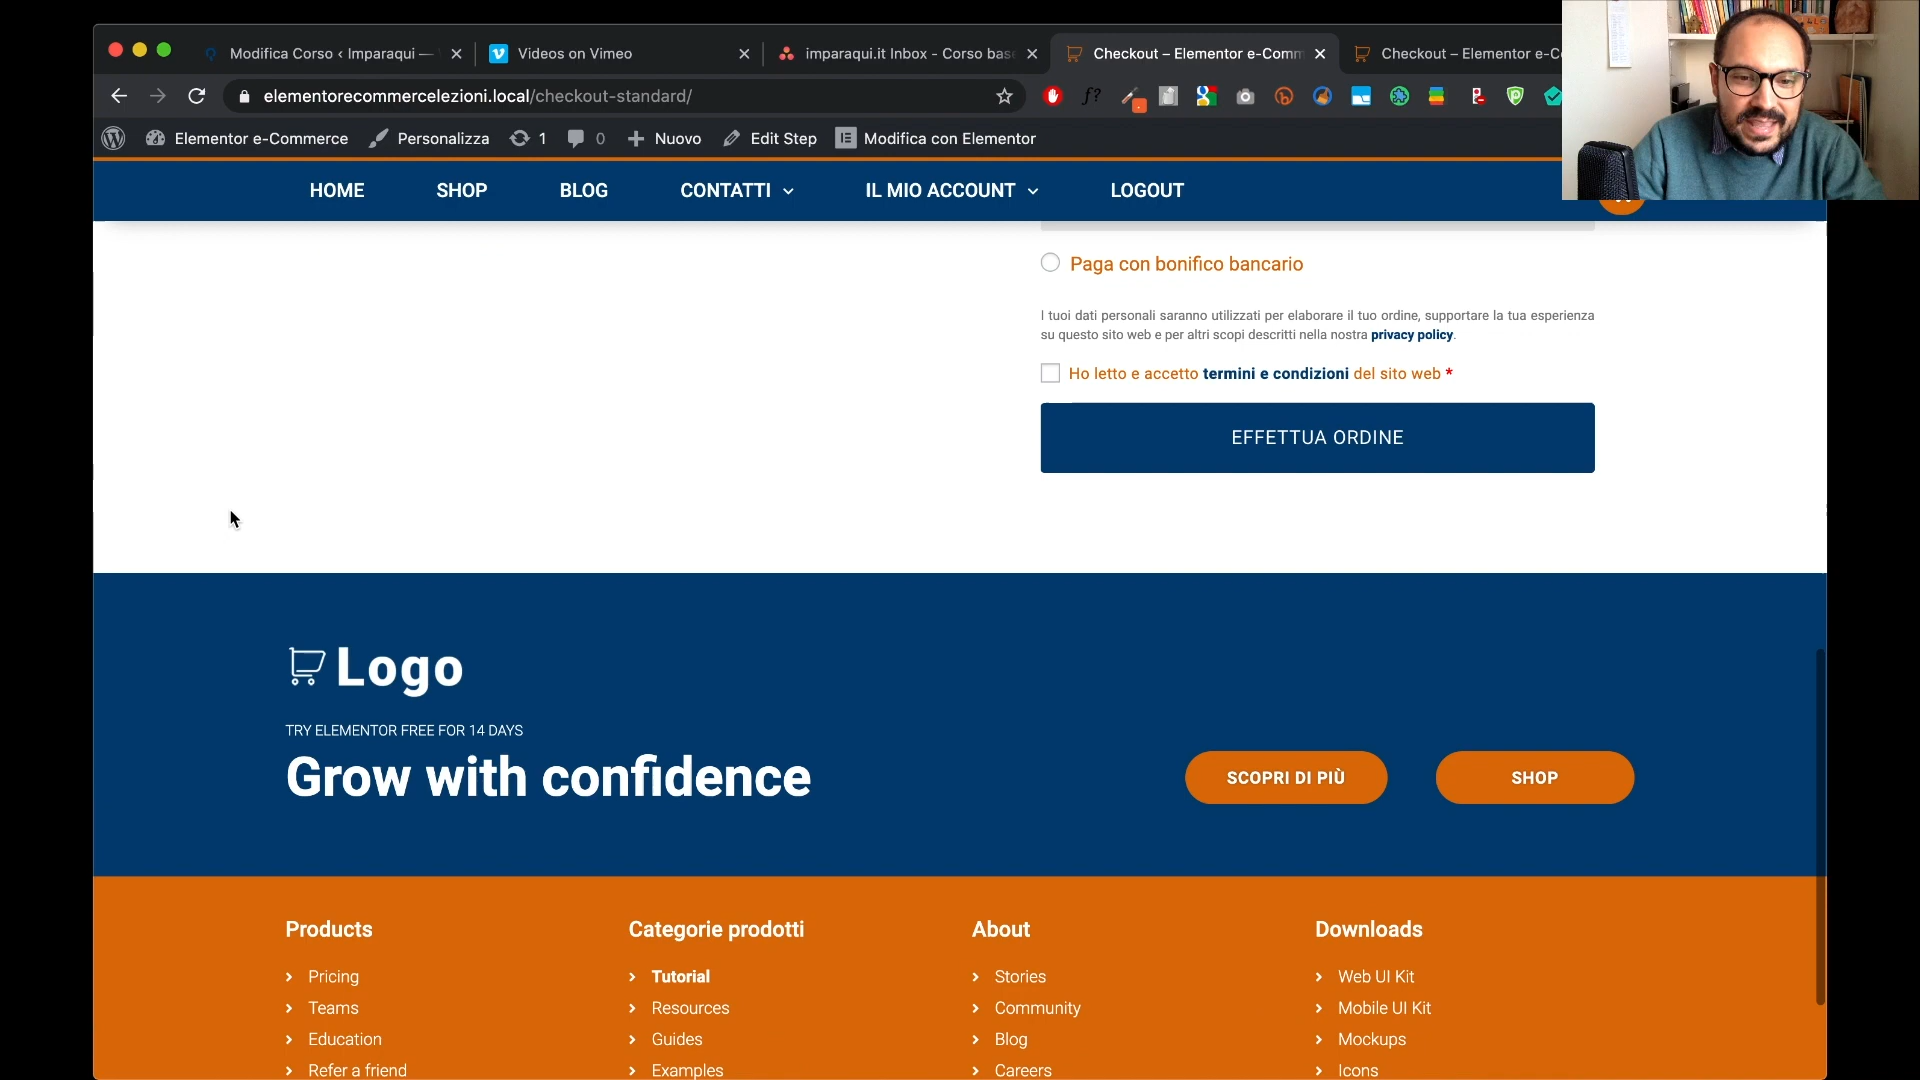 Modifica Corso ‹ Imparaqui —
Videos on Vimeo
imparaqui.it Inbox - Corso base
Checkout – Elementor e-Comm
Checkout – Elementor e-Co
elementorecommercelezioni.local/checkout-standard/
Elementor e-Commerce
Personalizza
1
0
Nuovo
Edit Step
Modifica con Elementor
HOME
SHOP
BLOG
CONTATTI
IL MIO ACCOUNT
LOGOUT
Paga con bonifico bancario
I tuoi dati personali saranno utilizzati per elaborare il tuo ordine, supportare la tua esperienza
su questo sito web e per altri scopi descritti nella nostra privacy policy.
Ho letto e accetto termini e condizioni del sito web *
EFFETTUA ORDINE
Logo
TRY ELEMENTOR FREE FOR 14 DAYS
Grow with confidence
SCOPRI DI PIÙ
SHOP
Products
Pricing
Teams
Education
Refer a friend
Categorie prodotti
Tutorial
Resources
Guides
Examples
About
Stories
Community
Blog
Careers
Downloads
Web UI Kit
Mobile UI Kit
Mockups
Icons